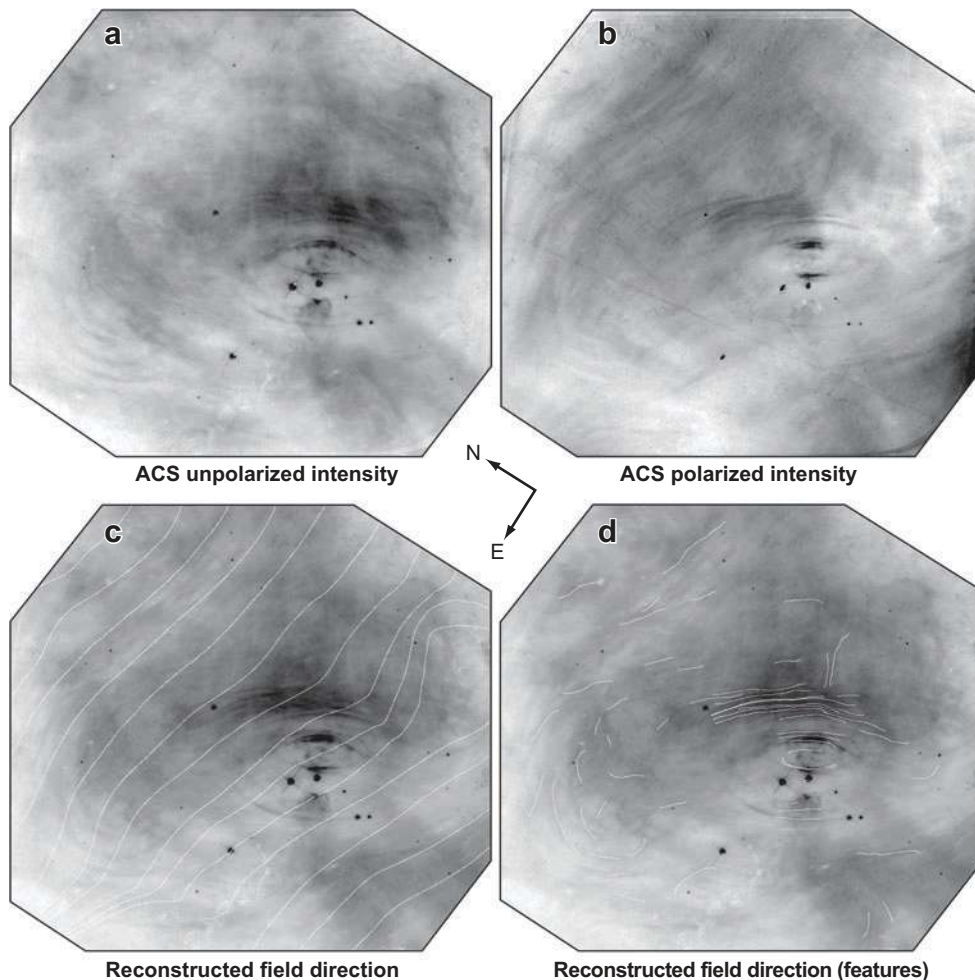 a
b
ACS unpolarized intensity
ACS polarized intensity
N
E
c
d
Reconstructed field direction
Reconstructed field direction (features)